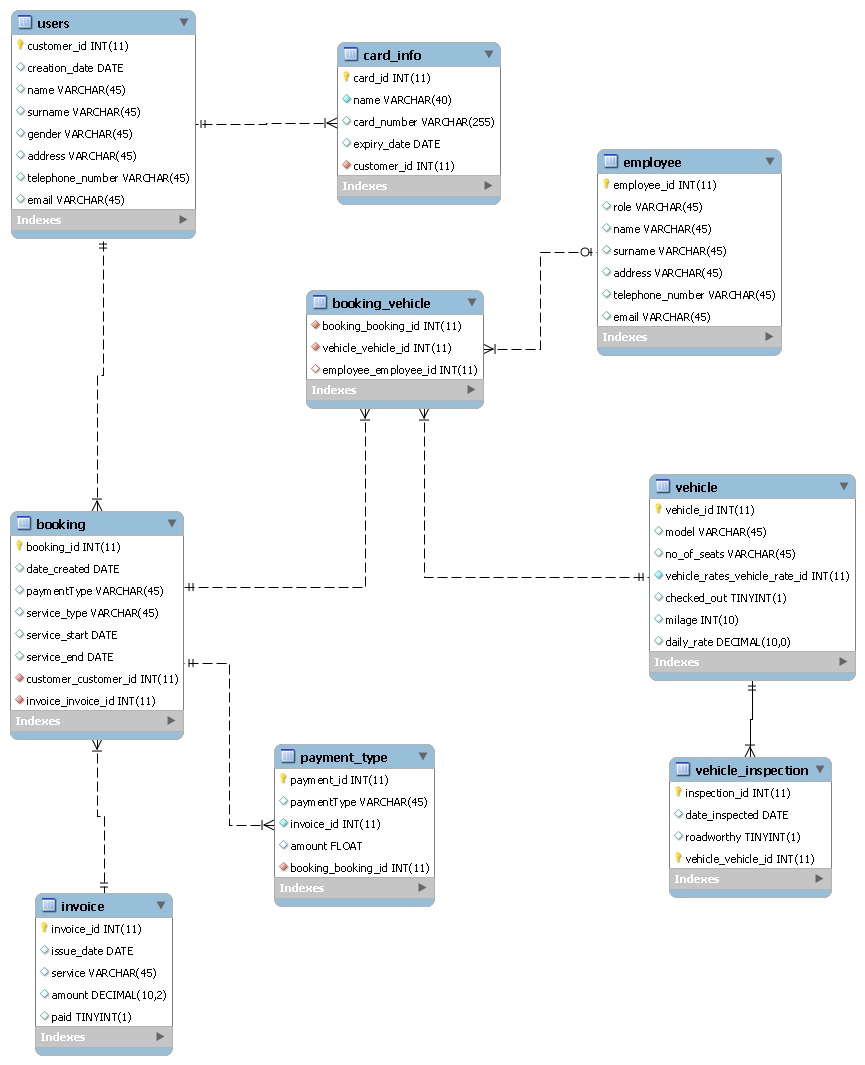 users
customer_id INT(11)
creation_date DATE
name VARCHAR(45)
surname VARCHAR(45)
gender VARCHAR(45)
address VARCHAR(45)
telephone_number VARCHAR(45)
email VARCHAR(45)
Indexes
card_info
card_id INT(11)
name VARCHAR(40)
card_number VARCHAR(255)
expiry_date DATE
customer_id INT(11)
Indexes
employee
employee_id INT(11)
role VARCHAR(45)
name VARCHAR(45)
surname VARCHAR(45)
address VARCHAR(45)
telephone_number VARCHAR(45)
email VARCHAR(45)
Indexes
booking_vehicle
booking_booking_id INT(11)
vehicle_vehicle_id INT(11)
employee_employee_id INT(11)
Indexes
vehicle
vehicle_id INT(11)
model VARCHAR(45)
no_of_seats VARCHAR(45)
vehicle_rates_vehicle_rate_id INT(11)
checked_out TINYINT(1)
milage INT(10)
daily_rate DECIMAL(10,0)
Indexes
booking
booking_id INT(11)
date_created DATE
paymentType VARCHAR(45)
service_type VARCHAR(45)
service_start DATE
service_end DATE
customer_customer_id INT(11)
invoice_invoice_id INT(11)
Indexes
payment_type
payment_id INT(11)
paymentType VARCHAR(45)
invoice_id INT(11)
amount FLOAT
booking_booking_id INT(11)
Indexes
vehicle_inspection
inspection_id INT(11)
date_inspected DATE
roadworthy TINYINT(1)
vehicle_vehicle_id INT(11)
Indexes
invoice
invoice_id INT(11)
issue_date DATE
service VARCHAR(45)
amount DECIMAL(10,2)
paid TINYINT(1)
Indexes